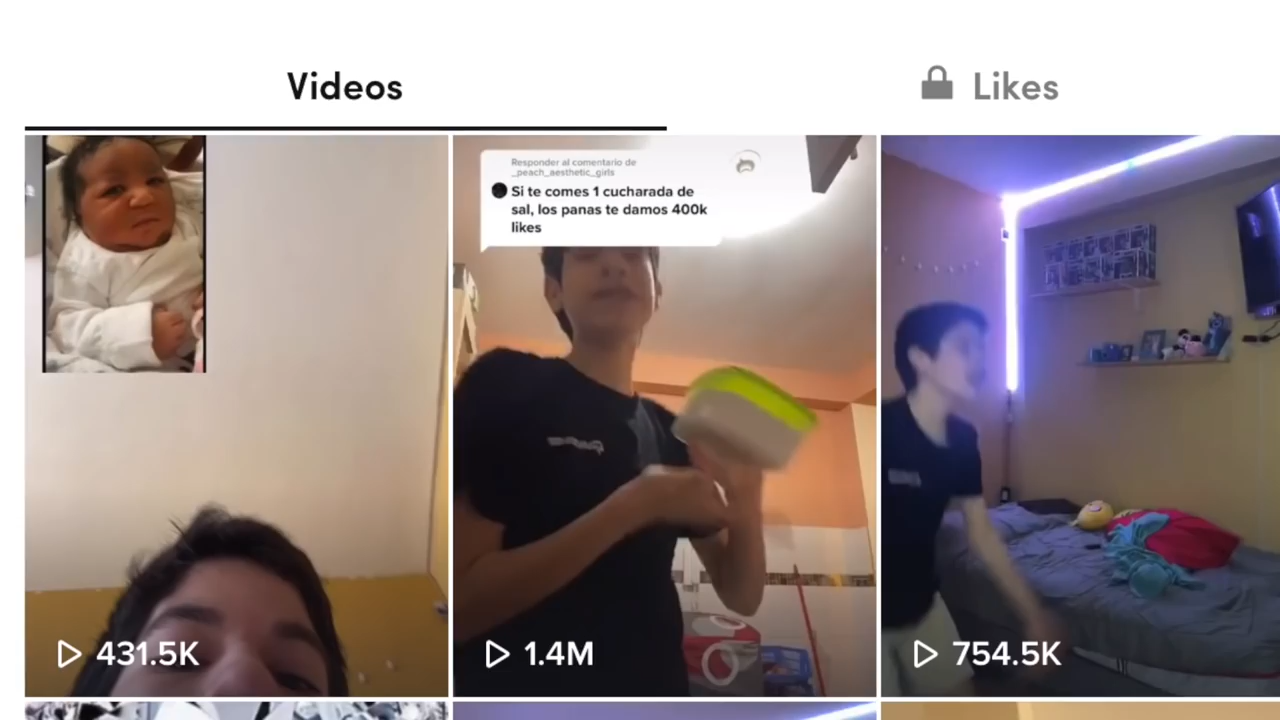 Videos
Likes
Responder al comentario de
_peach_aesthetic_girls
Si te comes 1 cucharada de
sal, los panas te damos 400k
likes
431.5K
1.4M
754.5K